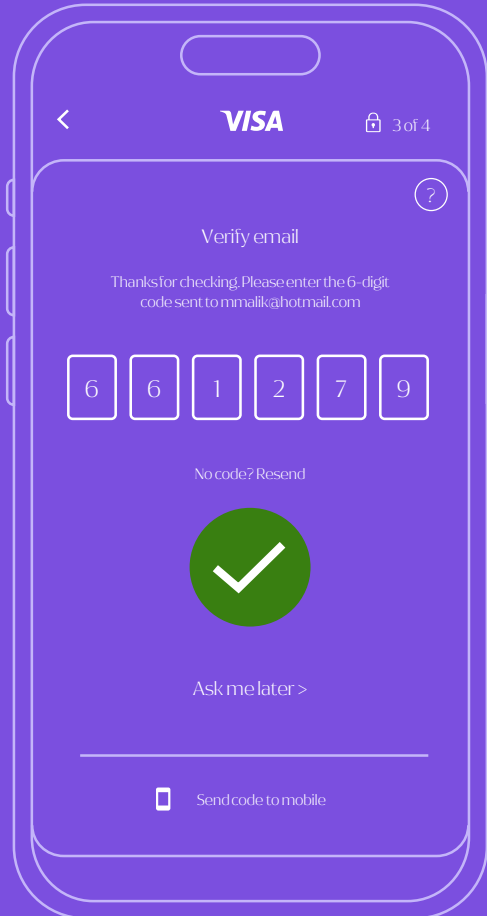 VISA
3 of 4
?
Verify email
Thanks for checking. Please enter the 6-digit
code sent to mmalik@hotmail.com
6 6 1 2 7 9
No code? Resend
Ask me later >
Send code to mobile